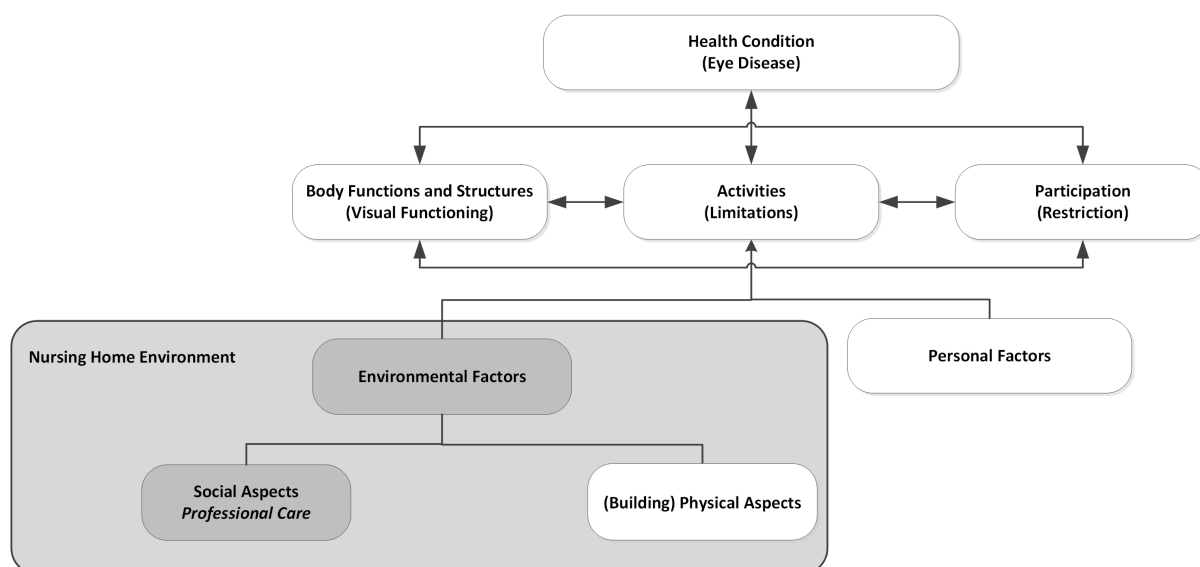 Health Condition
(Eye Disease)
Body Functions and Structures
(Visual Functioning)
Activities
(Limitations)
Participation
(Restriction)
Nursing Home Environment
Environmental Factors
Personal Factors
Social Aspects
Professional Care
(Building) Physical Aspects